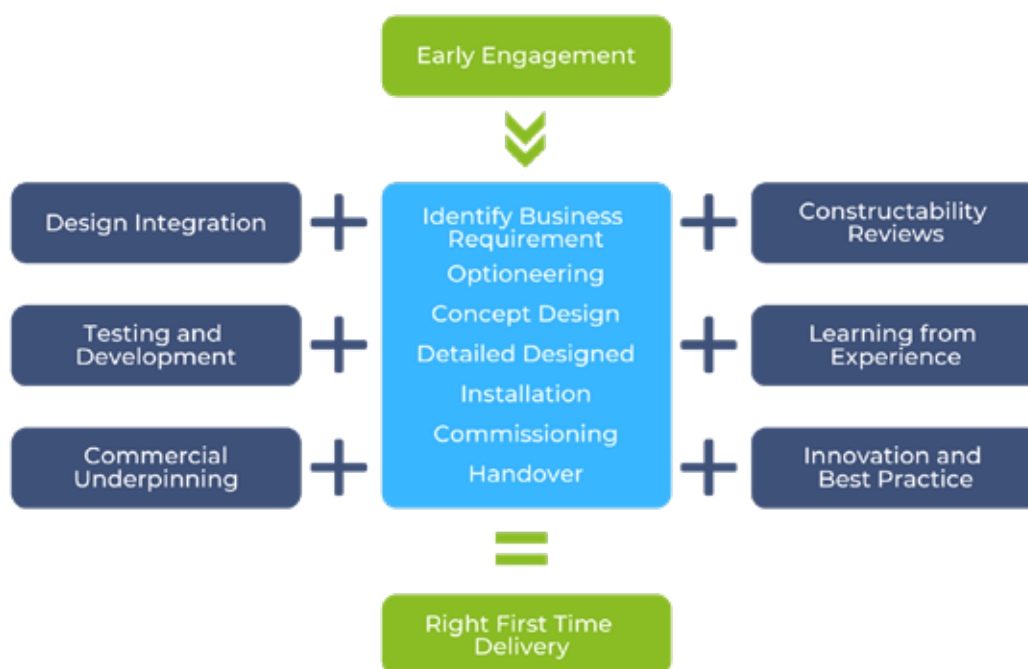 Early Engagement
Design Integration
Testing and
Development
Commercial
Underpinning
Identify Business
Requirement
Optioneering
Concept Design
Detailed Designed
Installation
Commissioning
Handover
Constructability
Reviews
Learning from
Experience
Innovation and
Best Practice
Right First Time
Delivery